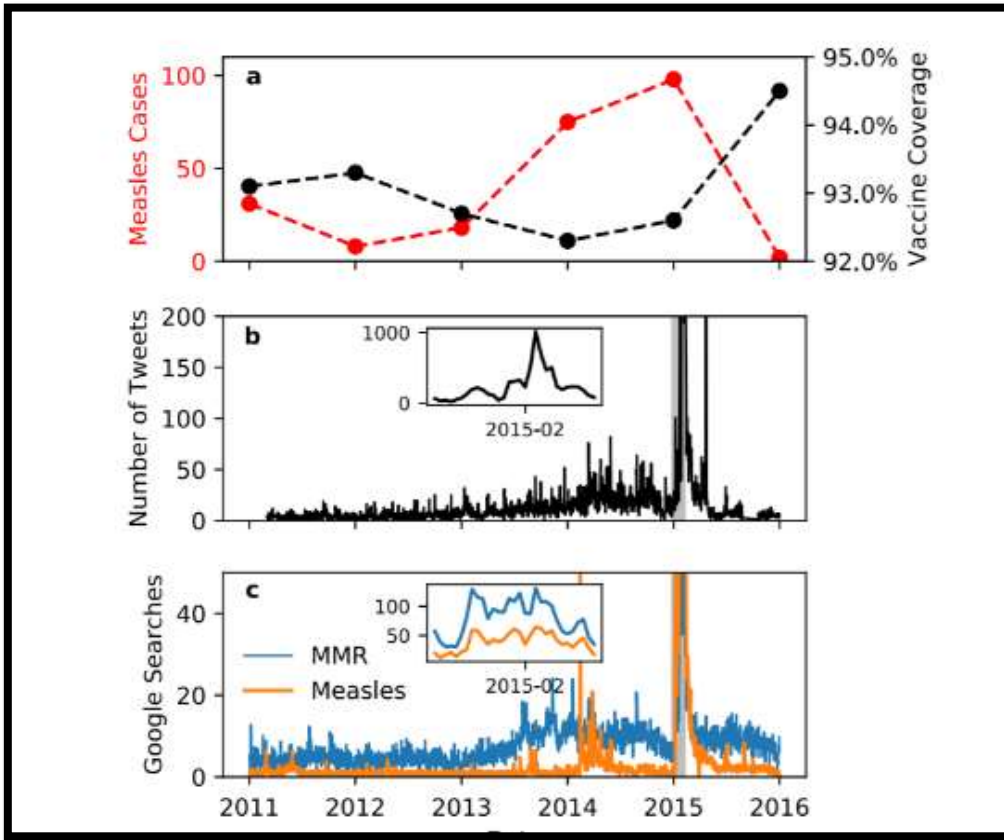 a
Measles Cases
100
50
0
95.0%
94.0%
93.0%
92.0%
Vaccine Coverage
b
Number of Tweets
200
150
100
50
0
1000
0
2015-02
c
Google Searches
40
20
0
100
50
2015-02
MMR
Measles
2011 2012 2013 2014 2015 2016